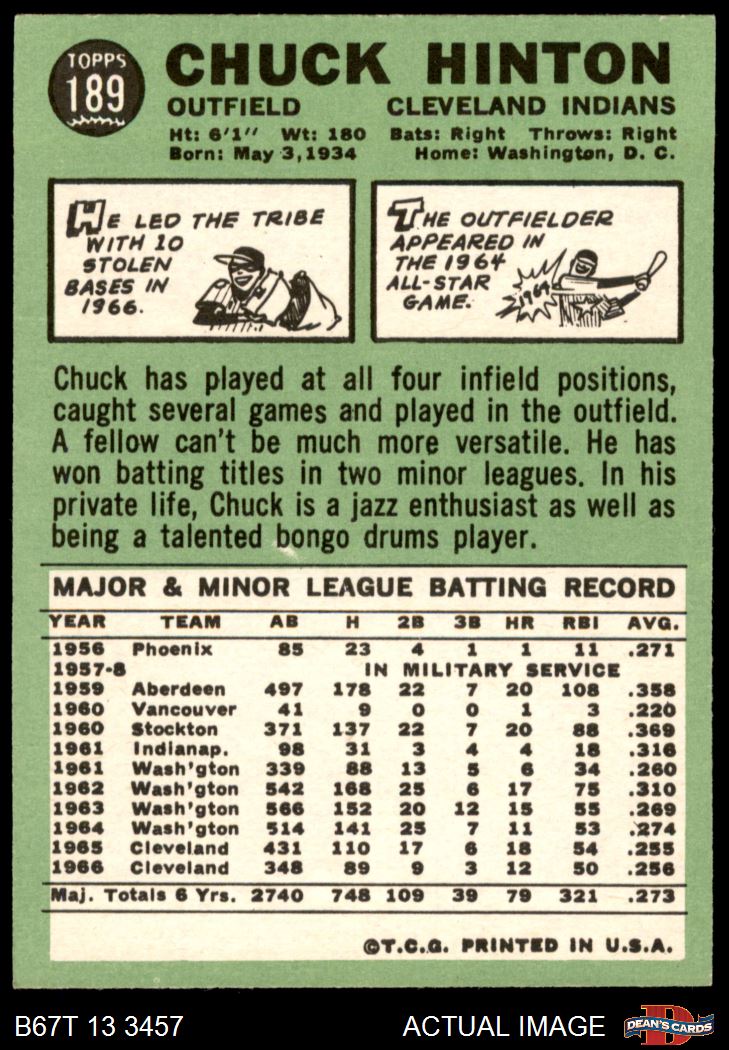 TOPPS
189
CHUCK HINTON
OUTFIELD CLEVELAND INDIANS
Ht: 6'1" Wt: 180 Bats: Right Throws: Right
Born: May 3, 1934 Home: Washington, D. C.
HE LED THE TRIBE
WITH 10
STOLEN
BASES IN
1966.
THE OUTFIELDER
APPEARED IN
THE 1964
ALL-STAR
GAME.
1964
Chuck has played at all four infield positions,
caught several games and played in the outfield.
A fellow can't be much more versatile. He has
won batting titles in two minor leagues. In his
private life, Chuck is a jazz enthusiast as well as
being a talented bongo drums player.
MAJOR & MINOR LEAGUE BATTING RECORD
YEAR TEAM AB H 2B 3B HR RBI AVG.
1956 Phoenix 85 23 4 1 1 11 .271
1957-8 IN MILITARY SERVICE
1959 Aberdeen 497 178 22 7 20 108 .358
1960 Vancouver 41 9 0 0 1 3 .220
1960 Stockton 371 137 22 7 20 88 .369
1961 Indianap. 98 31 3 4 4 18 .316
1961 Wash'gton 339 88 13 5 6 34 .260
1962 Wash'gton 542 168 25 6 17 75 .310
1963 Wash'gton 566 152 20 12 15 55 .269
1964 Wash'gton 514 141 25 7 11 53 .274
1965 Cleveland 431 110 17 6 18 54 .255
1966 Cleveland 348 89 9 3 12 50 .256
Maj. Totals 6 Yrs. 2740 748 109 39 79 321 .273
©T.C.G. PRINTED IN U.S.A.
B67T 13 3457 ACTUAL IMAGE
D
DEAN'S CARDS